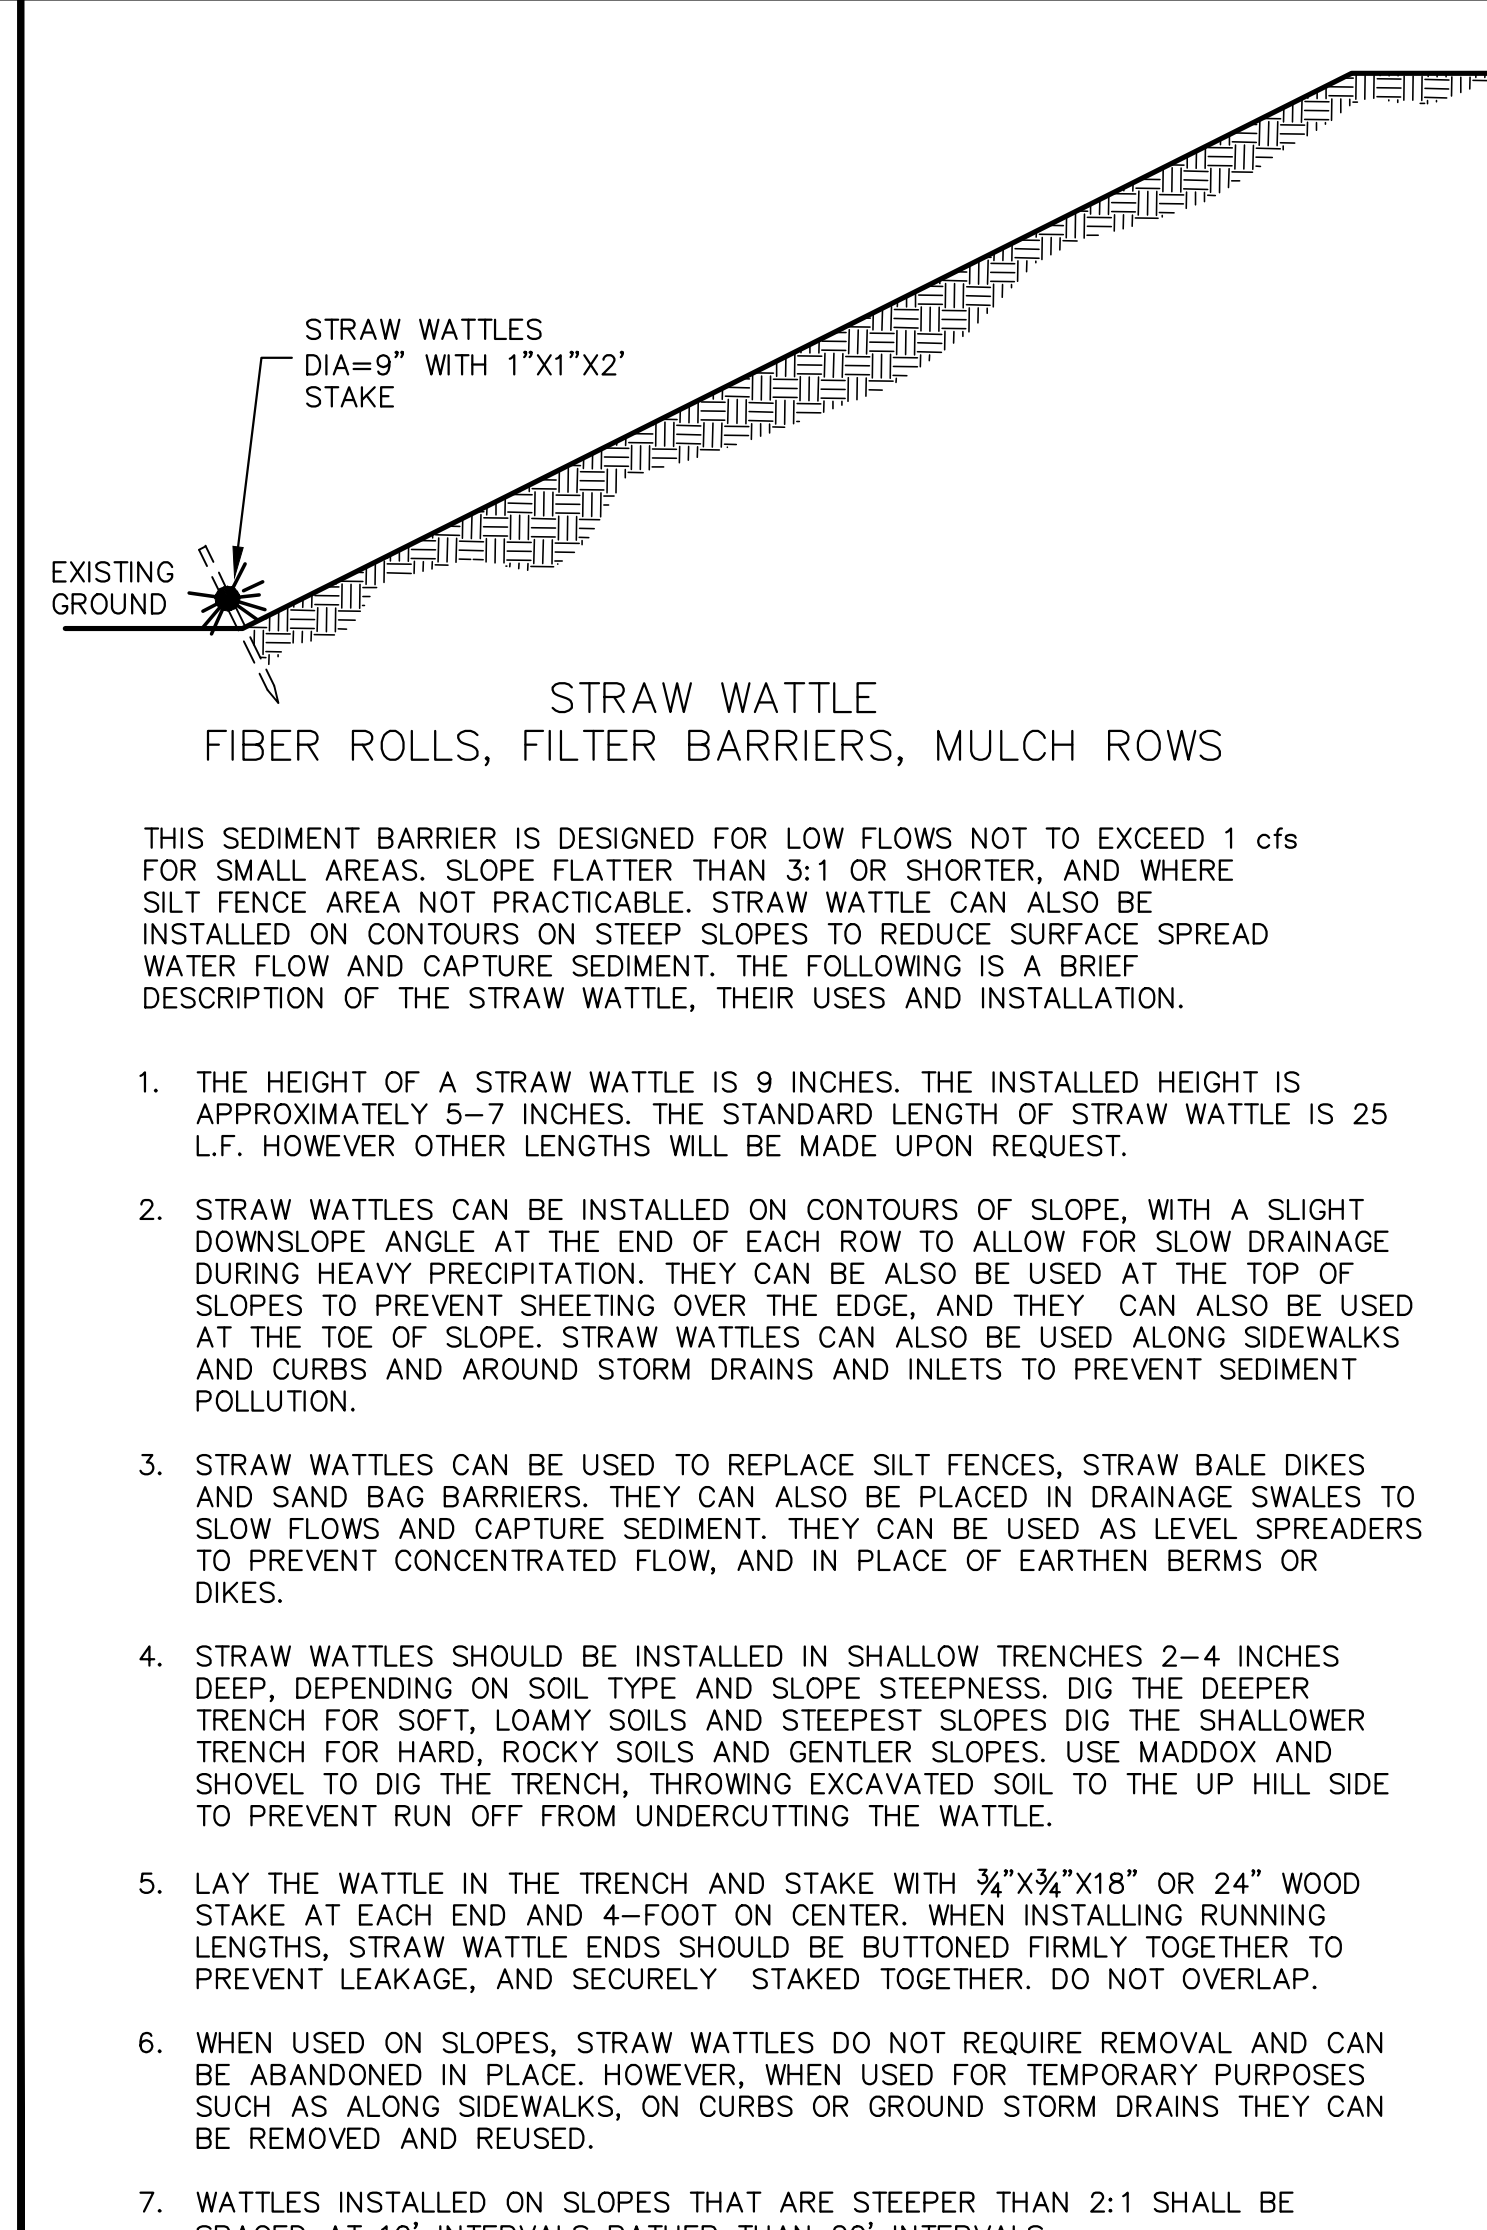 STRAW WATTLES
DIA=9” WITH 1”X1”X2’
STAKE
EXISTING
GROUND
STRAW WATTLE
FIBER ROLLS, FILTER BARRIERS, MULCH ROWS
THIS SEDIMENT BARRIER IS DESIGNED FOR LOW FLOWS NOT TO EXCEED 1 cfs
FOR SMALL AREAS. SLOPE FLATTER THAN 3:1 OR SHORTER, AND WHERE
SILT FENCE AREA NOT PRACTICABLE. STRAW WATTLE CAN ALSO BE
INSTALLED ON CONTOURS ON STEEP SLOPES TO REDUCE SURFACE SPREAD
WATER FLOW AND CAPTURE SEDIMENT. THE FOLLOWING IS A BRIEF
DESCRIPTION OF THE STRAW WATTLE, THEIR USES AND INSTALLATION.
1. THE HEIGHT OF A STRAW WATTLE IS 9 INCHES. THE INSTALLED HEIGHT IS
APPROXIMATELY 5–7 INCHES. THE STANDARD LENGTH OF STRAW WATTLE IS 25
L.F. HOWEVER OTHER LENGTHS WILL BE MADE UPON REQUEST.
2. STRAW WATTLES CAN BE INSTALLED ON CONTOURS OF SLOPE, WITH A SLIGHT
DOWNSLOPE ANGLE AT THE END OF EACH ROW TO ALLOW FOR SLOW DRAINAGE
DURING HEAVY PRECIPITATION. THEY CAN BE ALSO BE USED AT THE TOP OF
SLOPES TO PREVENT SHEETING OVER THE EDGE, AND THEY CAN ALSO BE USED
AT THE TOE OF SLOPE. STRAW WATTLES CAN ALSO BE USED ALONG SIDEWALKS
AND CURBS AND AROUND STORM DRAINS AND INLETS TO PREVENT SEDIMENT
POLLUTION.
3. STRAW WATTLES CAN BE USED TO REPLACE SILT FENCES, STRAW BALE DIKES
AND SAND BAG BARRIERS. THEY CAN ALSO BE PLACED IN DRAINAGE SWALES TO
SLOW FLOWS AND CAPTURE SEDIMENT. THEY CAN BE USED AS LEVEL SPREADERS
TO PREVENT CONCENTRATED FLOW, AND IN PLACE OF EARTHEN BERMS OR
DIKES.
4. STRAW WATTLES SHOULD BE INSTALLED IN SHALLOW TRENCHES 2–4 INCHES
DEEP, DEPENDING ON SOIL TYPE AND SLOPE STEEPNESS. DIG THE DEEPER
TRENCH FOR SOFT, LOAMY SOILS AND STEEPEST SLOPES DIG THE SHALLOWER
TRENCH FOR HARD, ROCKY SOILS AND GENTLER SLOPES. USE MADDOX AND
SHOVEL TO DIG THE TRENCH, THROWING EXCAVATED SOIL TO THE UP HILL SIDE
TO PREVENT RUN OFF FROM UNDERCUTTING THE WATTLE.
5. LAY THE WATTLE IN THE TRENCH AND STAKE WITH ¾”X¾”X18” OR 24” WOOD
STAKE AT EACH END AND 4–FOOT ON CENTER. WHEN INSTALLING RUNNING
LENGTHS, STRAW WATTLE ENDS SHOULD BE BUTTONED FIRMLY TOGETHER TO
PREVENT LEAKAGE, AND SECURELY STAKED TOGETHER. DO NOT OVERLAP.
6. WHEN USED ON SLOPES, STRAW WATTLES DO NOT REQUIRE REMOVAL AND CAN
BE ABANDONED IN PLACE. HOWEVER, WHEN USED FOR TEMPORARY PURPOSES
SUCH AS ALONG SIDEWALKS, ON CURBS OR GROUND STORM DRAINS THEY CAN
BE REMOVED AND REUSED.
7. WATTLES INSTALLED ON SLOPES THAT ARE STEEPER THAN 2:1 SHALL BE